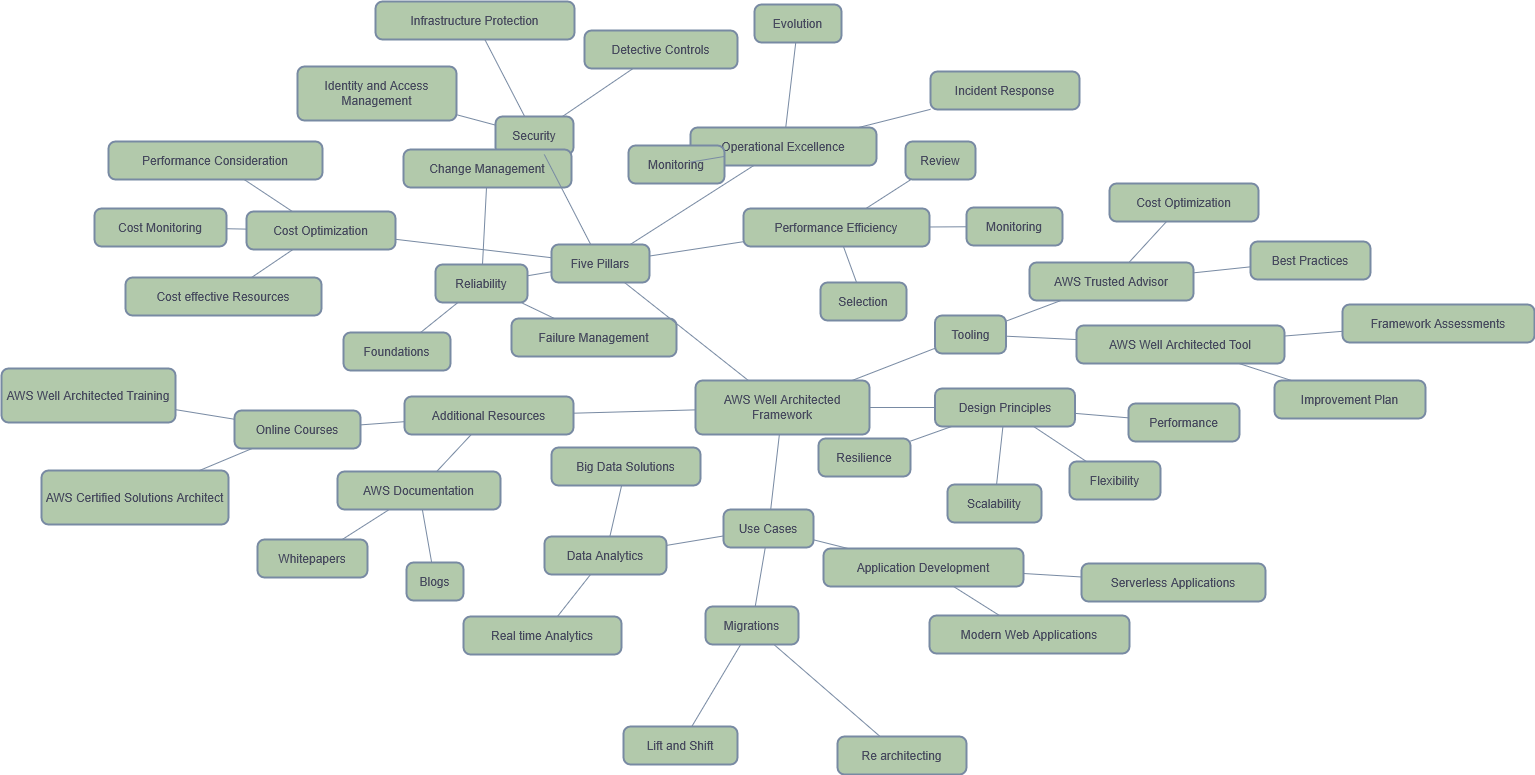 Infrastructure Protection
Evolution
Detective Controls
Identity and Access
Management
Incident Response
Security
Operational Excellence
Monitoring
Performance Consideration
Review
Change Management
Cost Optimization
Cost Monitoring
Cost Optimization
Performance Efficiency
Monitoring
Five Pillars
Best Practices
Reliability
AWS Trusted Advisor
Cost effective Resources
Selection
Framework Assessments
Failure Management
Tooling
AWS Well Architected Tool
Foundations
AWS Well Architected Training
AWS Well Architected
Framework
Improvement Plan
Additional Resources
Design Principles
Performance
Online Courses
Resilience
Big Data Solutions
Flexibility
AWS Certified Solutions Architect
AWS Documentation
Scalability
Use Cases
Whitepapers
Data Analytics
Application Development
Blogs
Serverless Applications
Real time Analytics
Migrations
Modern Web Applications
Lift and Shift
Re architecting